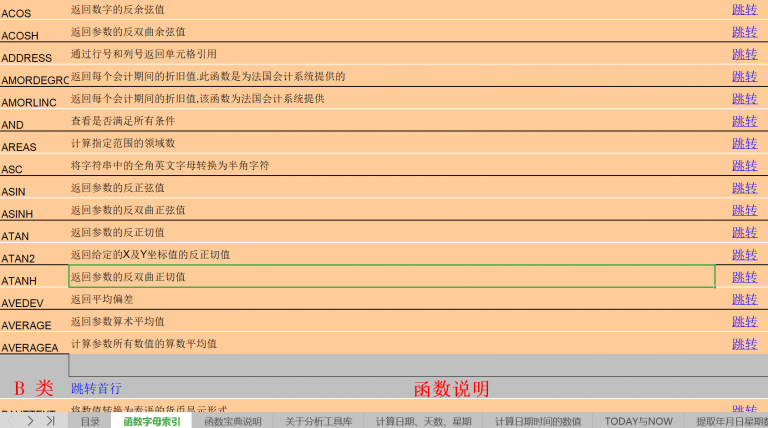 ACOS 返回数字的反余弦值 跳转
ACOSH 返回参数的反双曲余弦值 跳转
ADDRESS 通过行号和列号返回单元格引用 跳转
AMORDEGRC 返回每个会计期间的折旧值.此函数是为法国会计系统提供的 跳转
AMORLINC 返回每个会计期间的折旧值,该函数为法国会计系统提供 跳转
AND 查看是否满足所有条件 跳转
AREAS 计算指定范围的领域数 跳转
ASC 将字符串中的全角英文字母转换为半角字符 跳转
ASIN 返回参数的反正弦值 跳转
ASINH 返回参数的反双曲正弦值 跳转
ATAN 返回参数的反正切值 跳转
ATAN2 返回给定的X及Y坐标值的反正切值 跳转
ATANH 返回参数的反双曲正切值 跳转
AVEDEV 返回平均偏差 跳转
AVERAGE 返回参数算术平均值 跳转
AVERAGEA 计算参数所有数值的算数平均值 跳转
B 类 跳转首行 函数说明
将数值转换为泰语的货币显示形式 跳转
目录 函数字母索引 函数宝典说明 关于分析工具库 计算日期、天数、星期 计算日期时间的数值 TODAY与NOW 提取年月日星期数